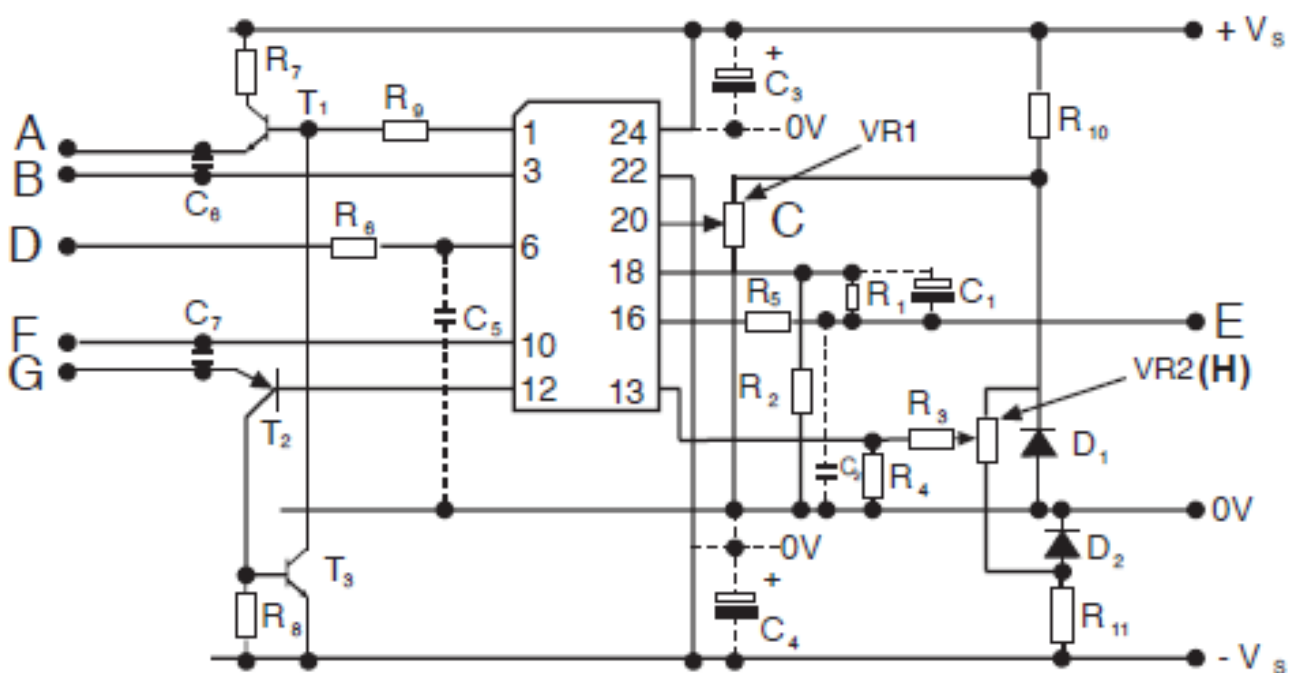 + Vs
R7
T1
R9
+
C3
0V
VR1
R10
A
B
C6
1
24
3
22
D
R6
6
20
C
18
R1
C1
R5
F
C7
C5
16
E
G
10
12
13
R2
R3
VR2 (H)
T2
R4
D1
0V
0V
D2
T3
+
R8
C4
R11
- Vs